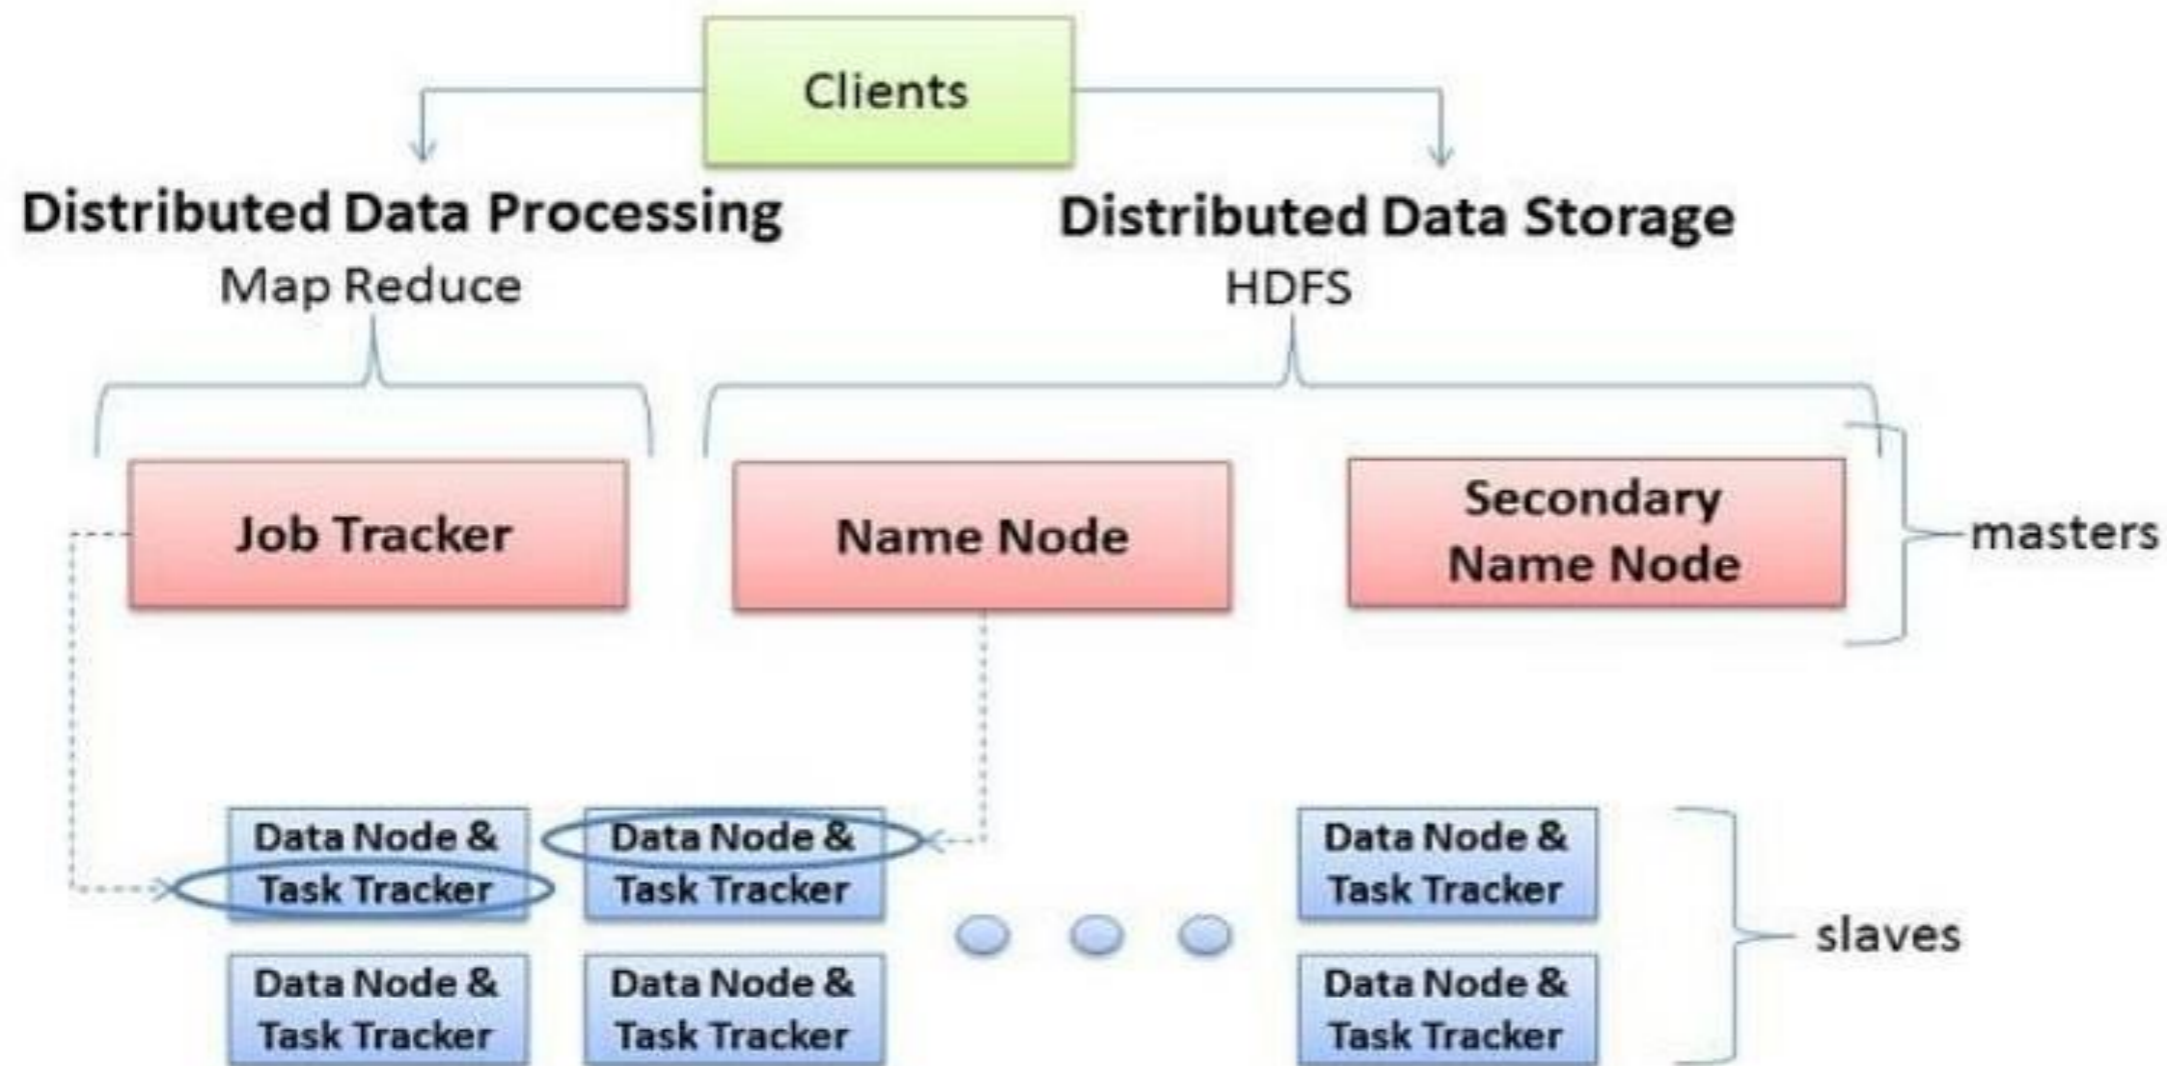 Clients
Distributed Data Processing
Map Reduce
Distributed Data Storage
HDFS
Job Tracker
Name Node
Secondary
Name Node
masters
Data Node &
Task Tracker
Data Node &
Task Tracker
Data Node &
Task Tracker
Data Node &
Task Tracker
Data Node &
Task Tracker
Data Node &
Task Tracker
slaves